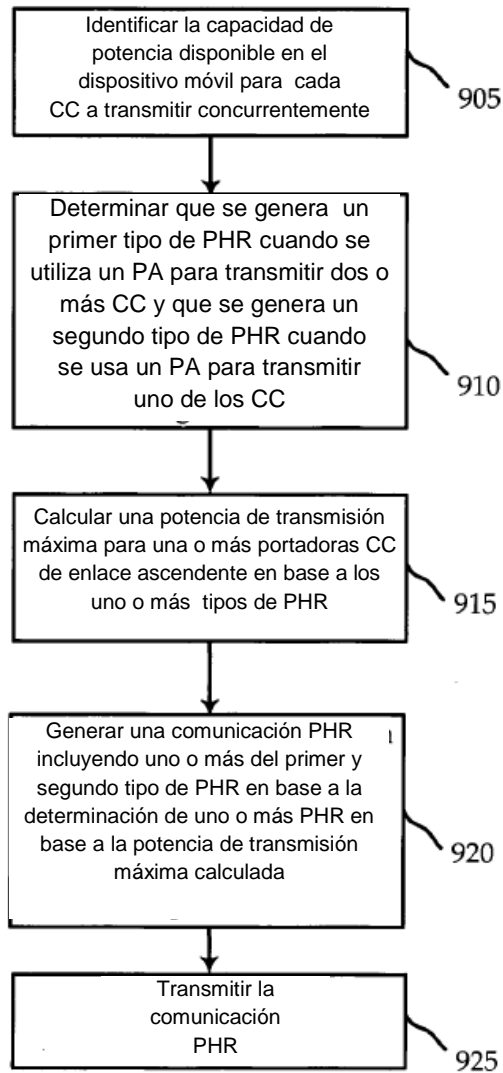 Identificar la capacidad de
potencia disponible en el
dispositivo móvil para cada
CC a transmitir concurrentemente
905
Determinar que se genera un
primer tipo de PHR cuando se
utiliza un PA para transmitir dos o
más CC y que se genera un
segundo tipo de PHR cuando
se usa un PA para transmitir
uno de los CC
910
Calcular una potencia de transmisión
máxima para una o más portadoras CC
de enlace ascendente en base a los
uno o más tipos de PHR
915
Generar una comunicación PHR
incluyendo uno o más del primer y
segundo tipo de PHR en base a la
determinación de uno o más PHR en
base a la potencia de transmisión
máxima calculada
920
Transmitir la
comunicación
PHR
925